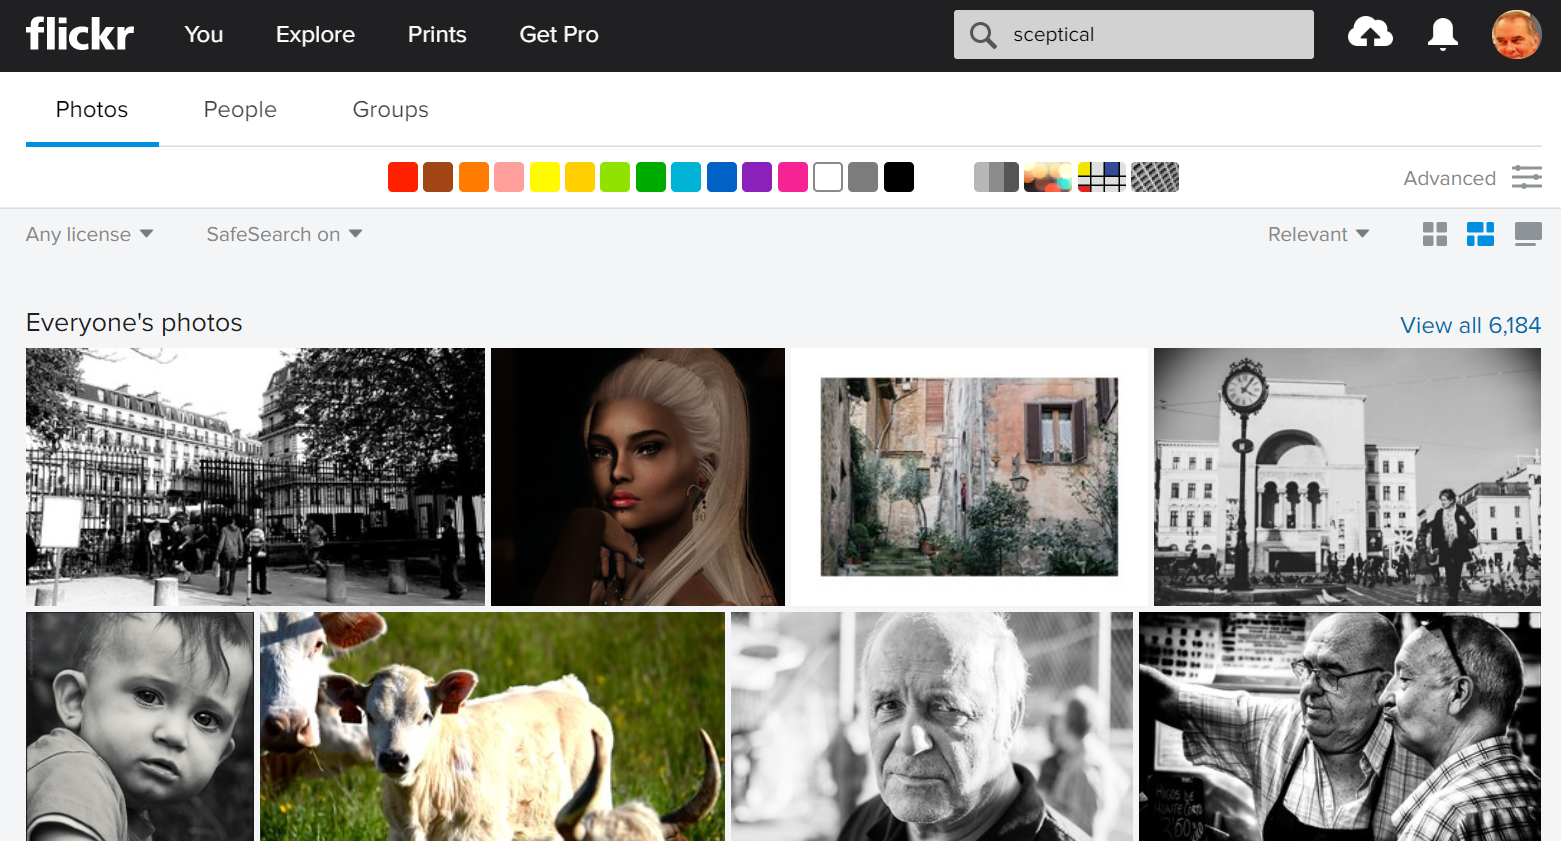 flickr You Explore Prints Get Pro sceptical
Photos People Groups
Advanced
Any license SafeSearch on Relevant
Everyone's photos View all 6,184